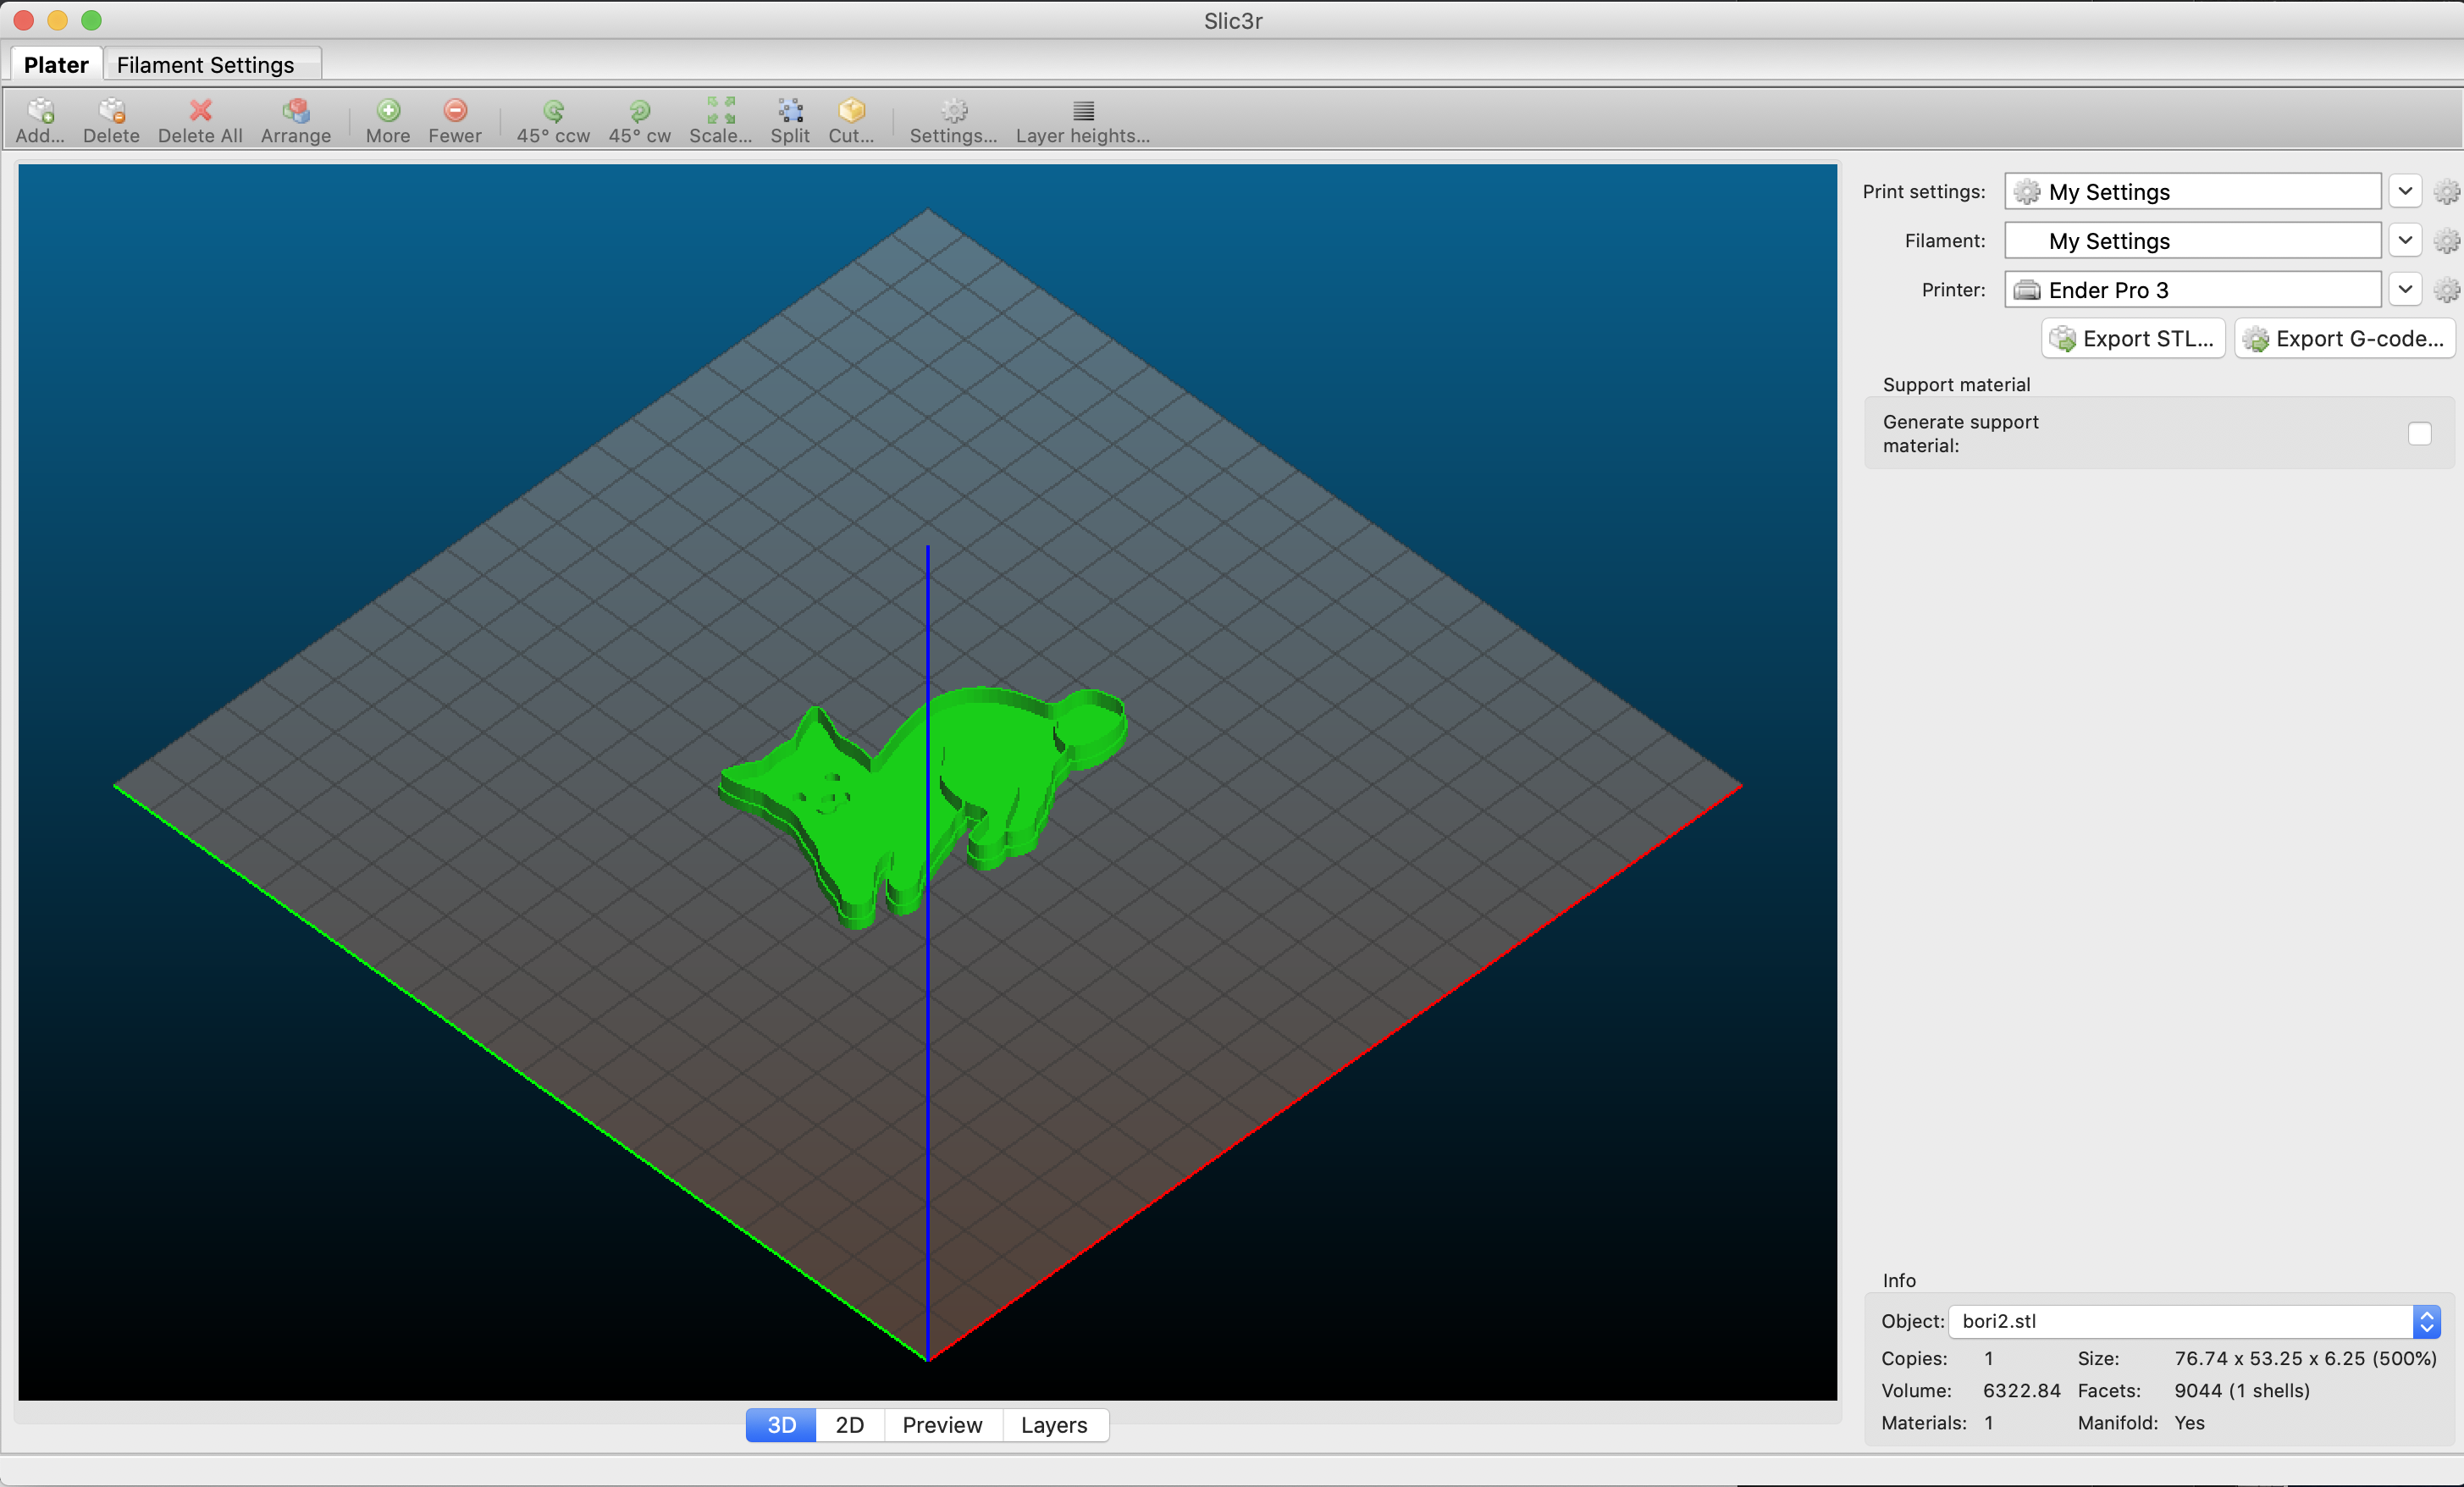 Slic3r
Plater Filament Settings
Add... Delete Delete All Arrange More Fewer 45° ccw 45° cw Scale... Split Cut... Settings... Layer heights...
Print settings: My Settings
Filament: My Settings
Printer: Ender Pro 3
Export STL... Export G-code...
Support material
Generate support
material:
Info
Object: bori2.stl
Copies: 1 Size: 76.74 x 53.25 x 6.25 (500%)
Volume: 6322.84 Facets: 9044 (1 shells)
Materials: 1 Manifold: Yes
3D 2D Preview Layers